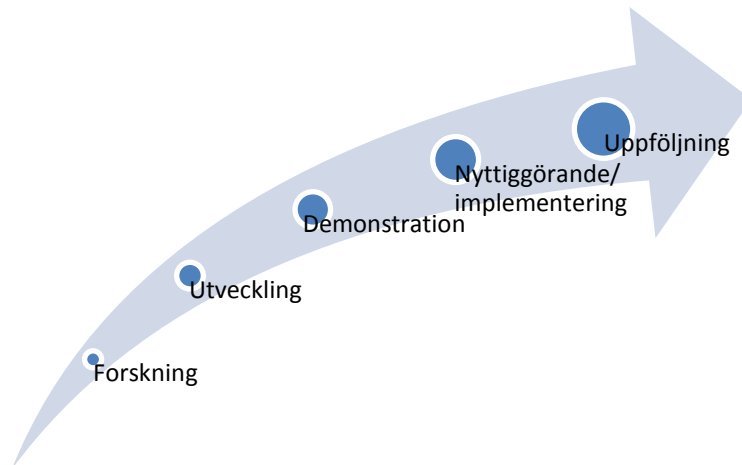 Forskning
Utveckling
Demonstration
Nyttiggörande/
implementering
Uppföljning